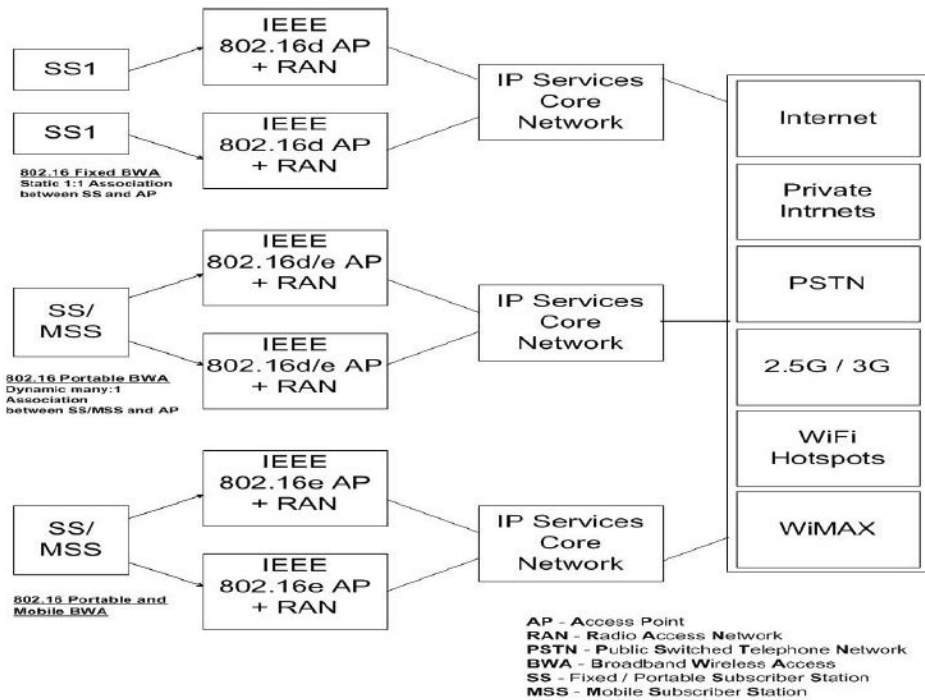 SS1
IEEE
802.16d AP
+ RAN
SS1
IEEE
802.16d AP
+ RAN
802.16 Fixed BWA
Static 1:1 Association
between SS and AP
IP Services
Core
Network
SS/
MSS
IEEE
802.16d/e AP
+ RAN
IEEE
802.16d/e AP
+ RAN
802.16 Portable BWA
Dynamic many:1
Association
between SS/MSS and AP
IP Services
Core
Network
SS/
MSS
IEEE
802.16e AP
+ RAN
IEEE
802.16e AP
+ RAN
802.16 Portable and
Mobile BWA
IP Services
Core
Network
Internet
Private
Intrnets
PSTN
2.5G / 3G
WiFi
Hotspots
WiMAX
AP - Access Point
RAN - Radio Access Network
PSTN - Public Switched Telephone Network
BWA - Broadband Wireless Access
SS - Fixed / Portable Subscriber Station
MSS - Mobile Subscriber Station